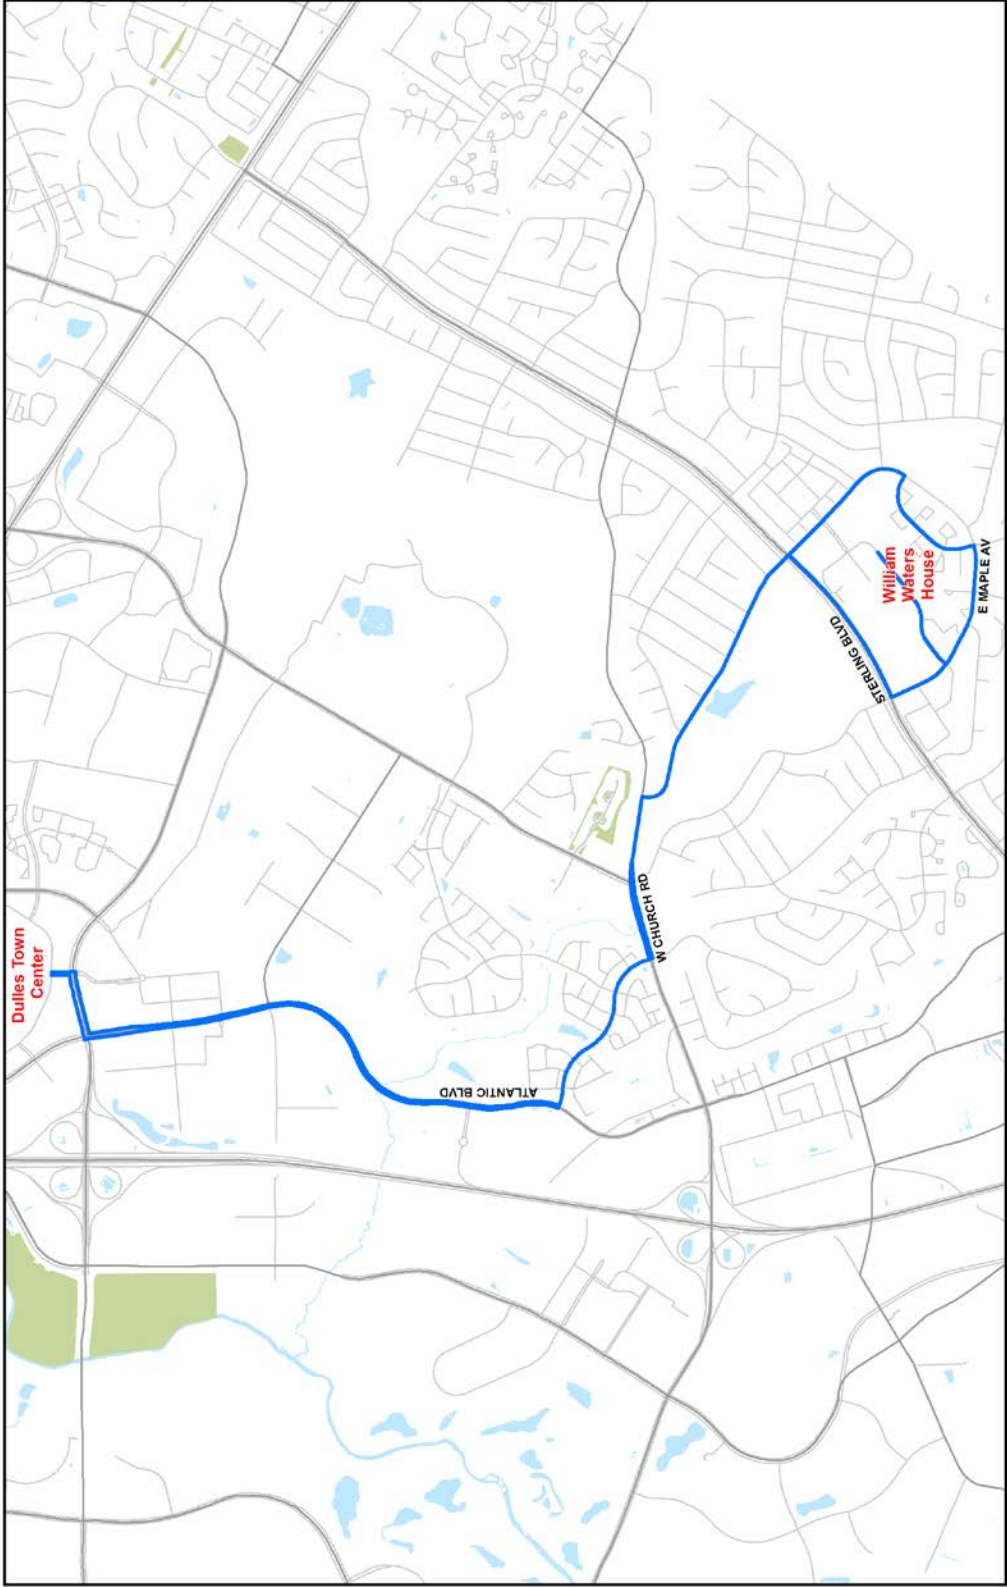 Dulles Town
Center
ATLANTIC BLVD
W CHURCH RD
STERLING BLVD
William
Waters
House
E MAPLE AV